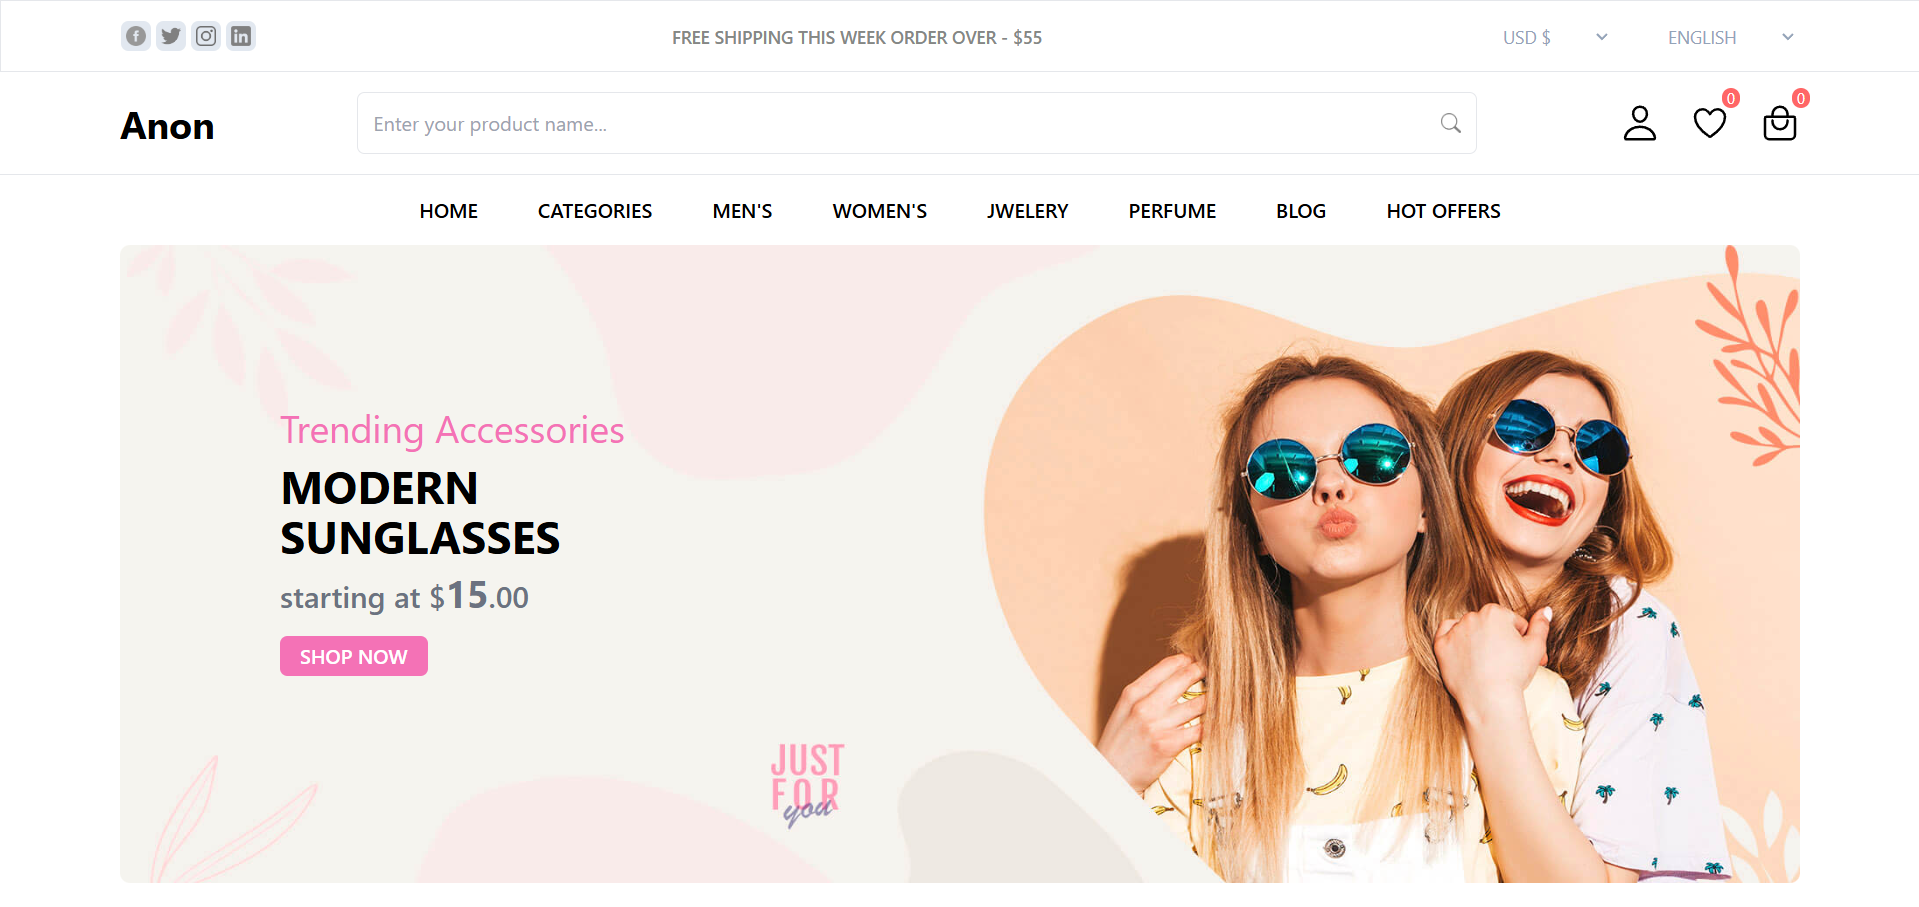 FREE SHIPPING THIS WEEK ORDER OVER - $55
USD $
ENGLISH
Anon
Enter your product name...
0
0
HOME
CATEGORIES
MEN'S
WOMEN'S
JWELERY
PERFUME
BLOG
HOT OFFERS
Trending Accessories
MODERN
SUNGLASSES
starting at $15.00
SHOP NOW
JUST
FOR
you